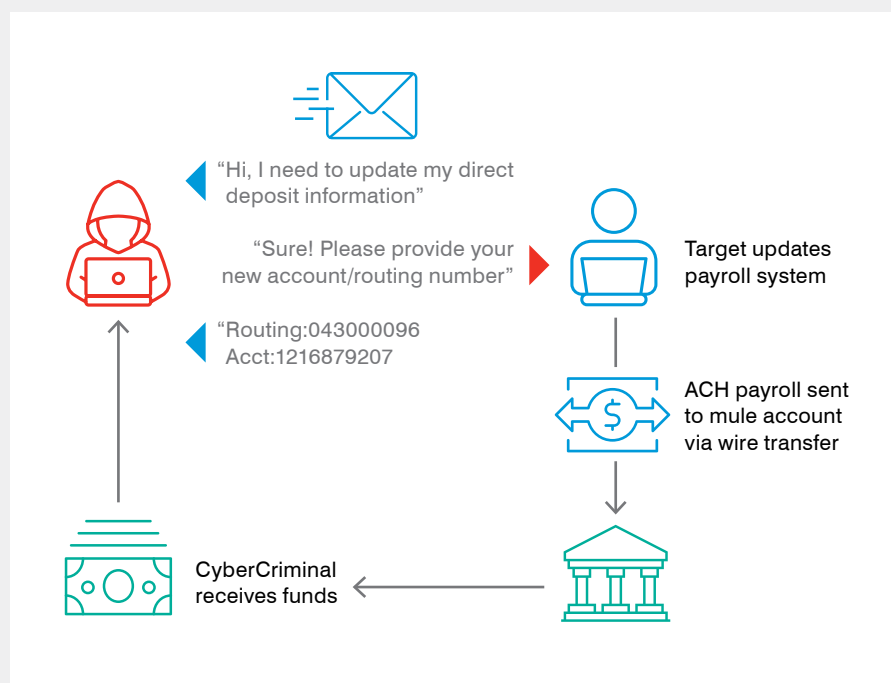 “Hi, I need to update my direct
deposit information”
“Sure! Please provide your
new account/routing number”
“Routing:043000096
Acct:1216879207
Target updates
payroll system
$
ACH payroll sent
to mule account
via wire transfer
CyberCriminal
receives funds